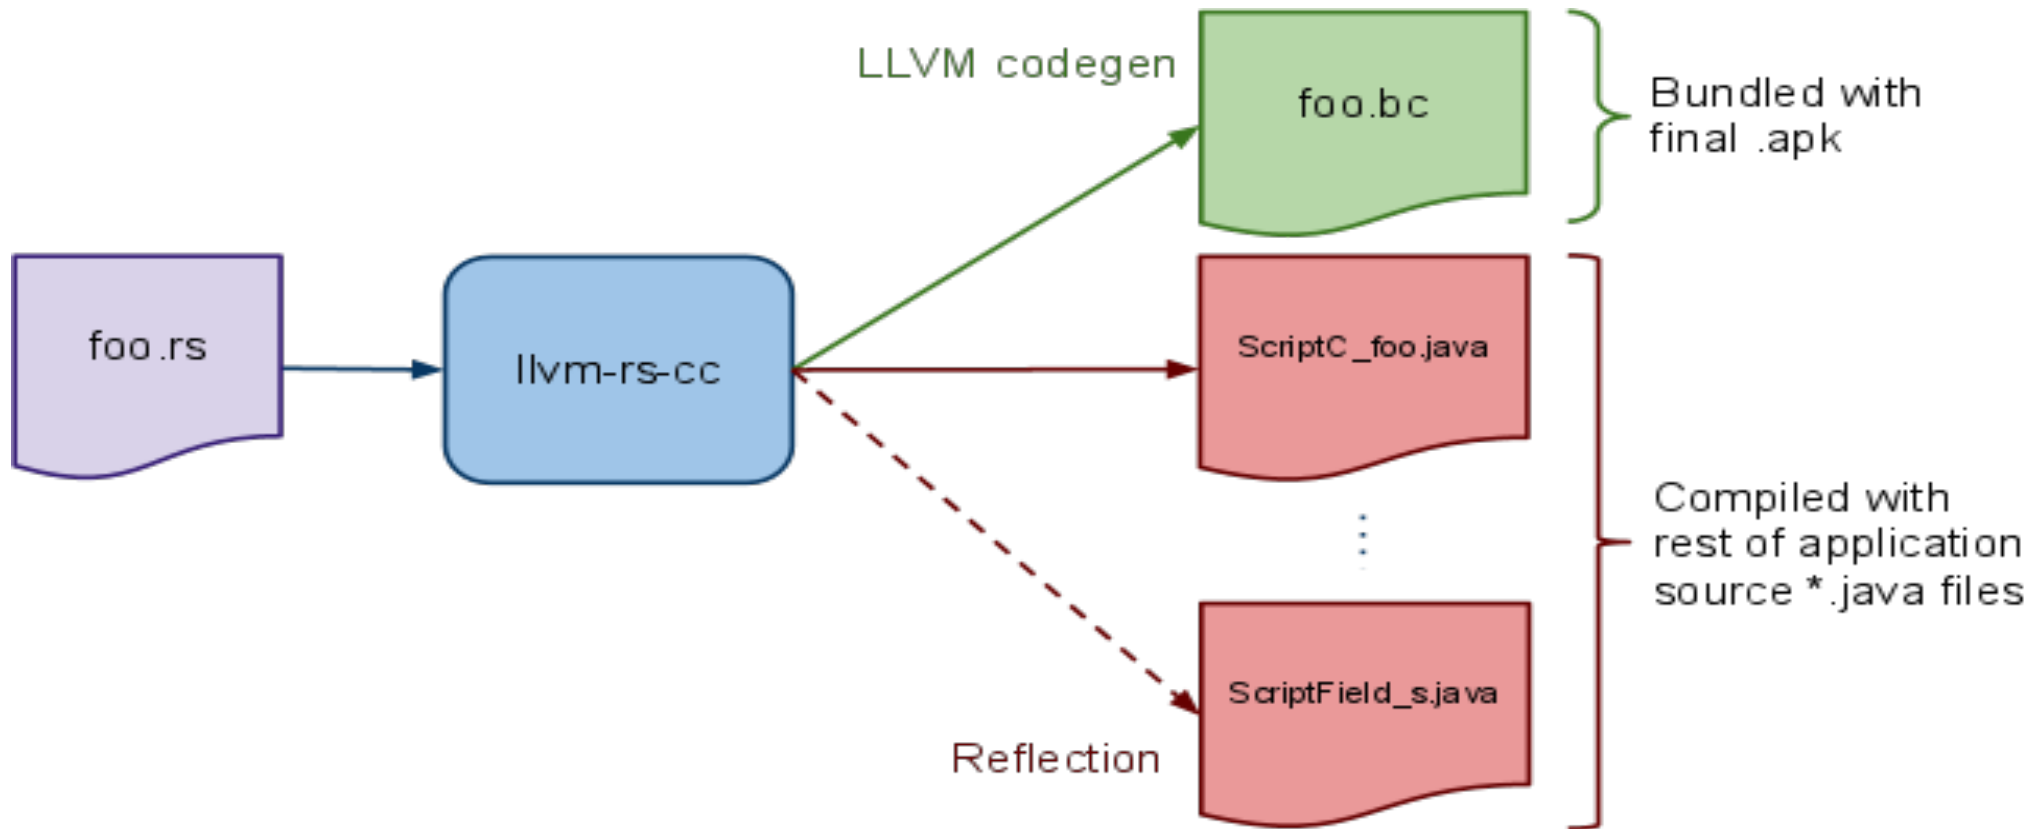 LLVM codegen
foo.bc
Bundled with
final .apk
foo.rs
llvm-rs-cc
ScriptC_foo.java
Compiled with
rest of application
source *.java files
ScriptField_s.java
Reflection